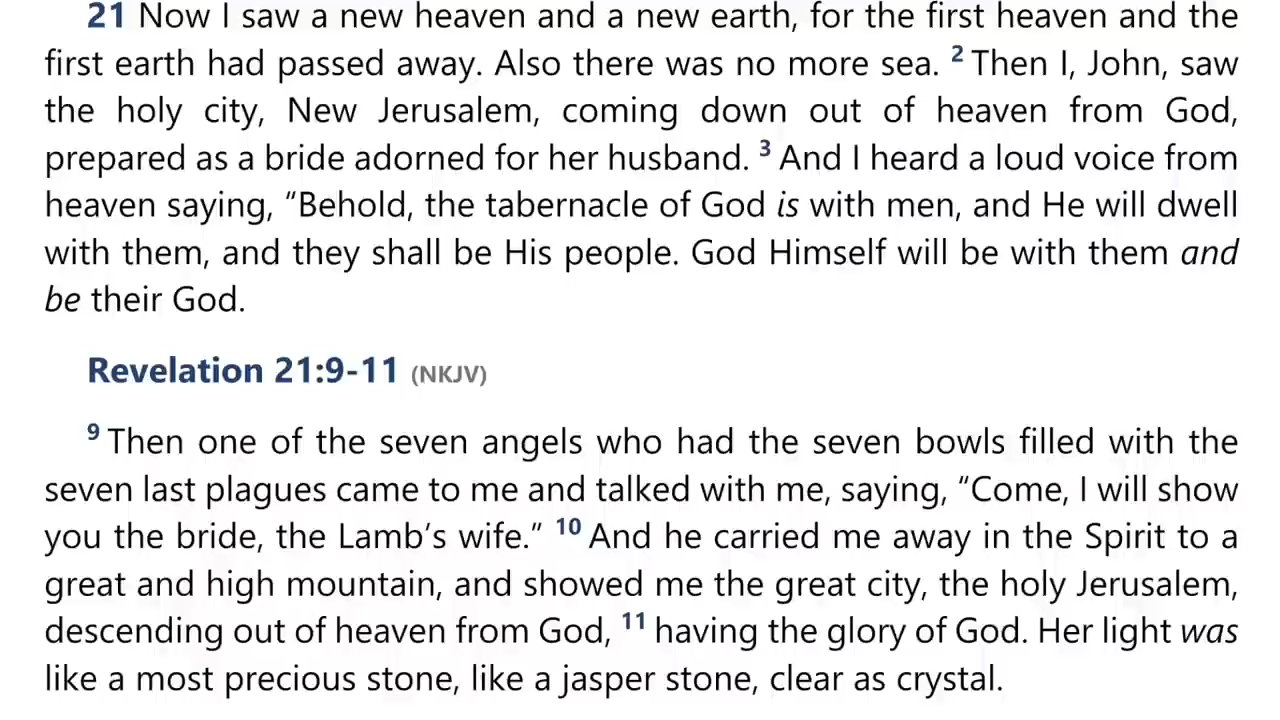 21 Now I saw a new heaven and a new earth, for the first heaven and the
first earth had passed away. Also there was no more sea. 2 Then I, John, saw
the holy city, New Jerusalem, coming down out of heaven from God,
prepared as a bride adorned for her husband. 3 And I heard a loud voice from
heaven saying, “Behold, the tabernacle of God is with men, and He will dwell
with them, and they shall be His people. God Himself will be with them and
be their God.
Revelation 21:9-11 (NKJV)
9 Then one of the seven angels who had the seven bowls filled with the
seven last plagues came to me and talked with me, saying, “Come, I will show
you the bride, the Lamb’s wife.” 10 And he carried me away in the Spirit to a
great and high mountain, and showed me the great city, the holy Jerusalem,
descending out of heaven from God, 11 having the glory of God. Her light was
like a most precious stone, like a jasper stone, clear as crystal.